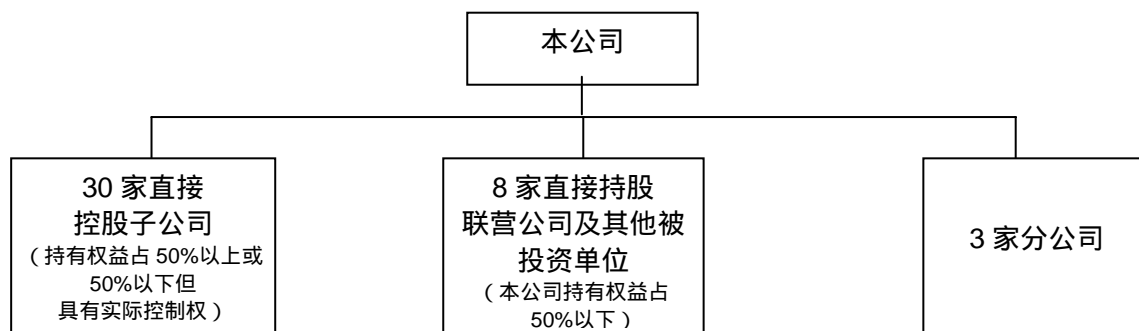 本公司
30 家直接
控股子公司
（持有权益占 50%以上或
50%以下但
具有实际控制权）
8 家直接持股
联营公司及其他被
投资单位
（本公司持有权益占
50%以下）
3 家分公司